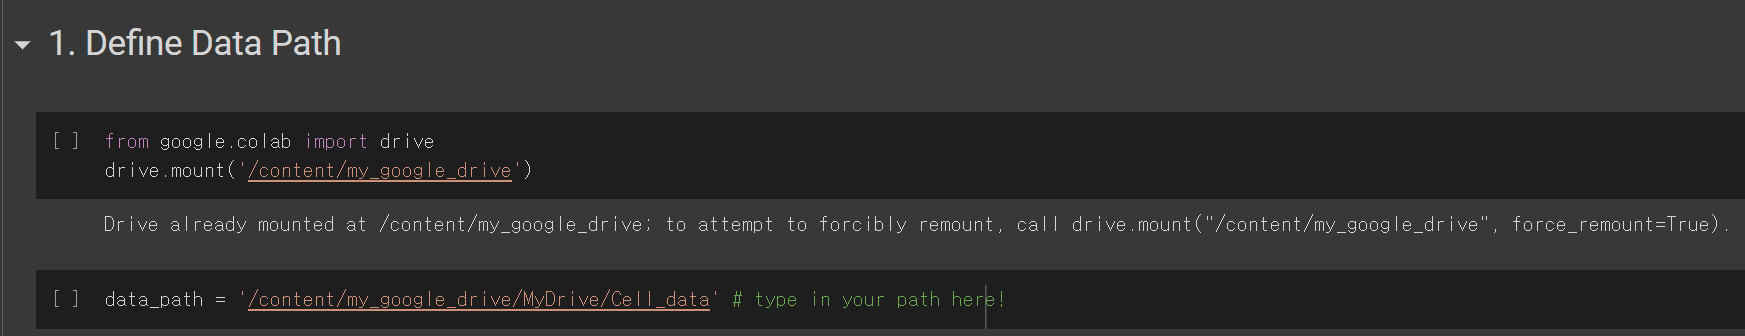 1. Define Data Path
[ ] from google.colab import drive
drive.mount('/content/my_google_drive')
Drive already mounted at /content/my_google_drive; to attempt to forcibly remount, call drive.mount("/content/my_google_drive", force_remount=True).
[ ] data_path = '/content/my_google_drive/MyDrive/Cell_data' # type in your path here!